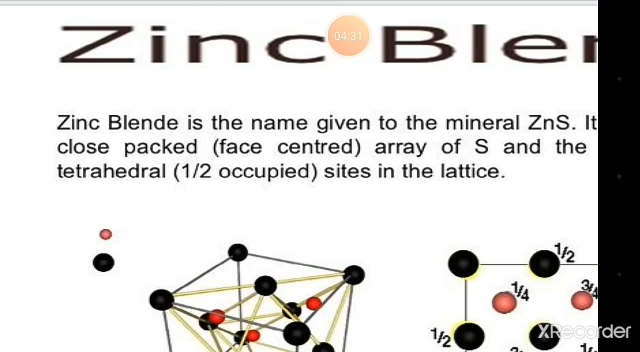 Zinc Blen
04:31
Zinc Blende is the name given to the mineral ZnS. It
close packed (face centred) array of S and the
tetrahedral (1/2 occupied) sites in the lattice.
1/2
1/4
3/4
1/2
XRecorder